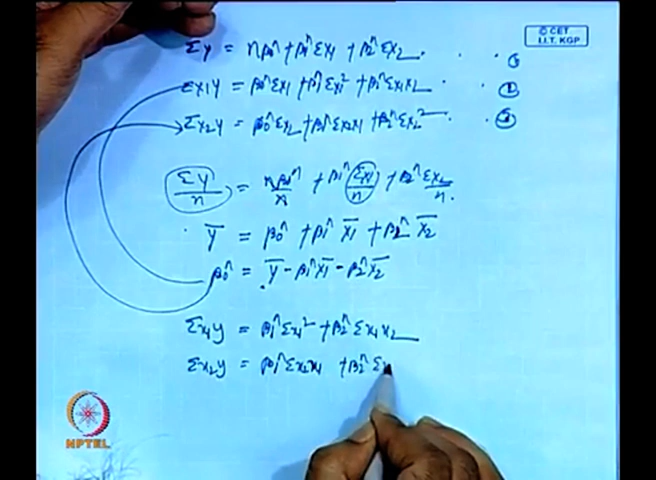 © CET
I.I.T. KGP
Σy = nβ0^ + β1^ Σx1 + β2^ Σx2 . . . ①
Σx1y = β0^ Σx1 + β1^ Σx1² + β2^ Σx1x2 . ②
Σx2y = β0^ Σx2 + β1^ Σx2x1 + β2^ Σx2² . ③
Σy/n = nβ0^/n + β1^ Σx1/n + β2^ Σx2/n .
ȳ = β0^ + β1^ x̄1 + β2^ x̄2
β0^ = ȳ - β1^ x̄1 - β2^ x̄2
Σx1y = β1^ Σx1² + β2^ Σx1x2
Σx2y = β1^ Σx2x1 + β2^ Σx
NPTEL